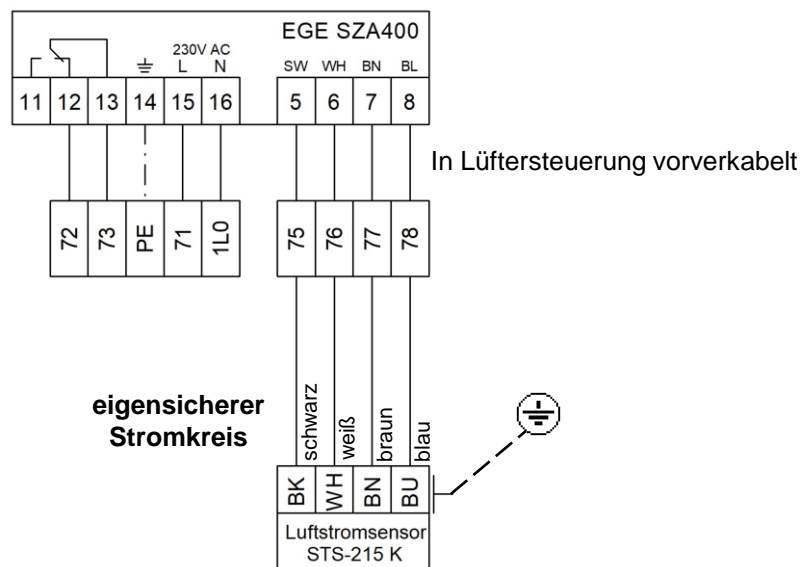 EGE SZA400
230V AC
L N SW WH BN BL
11 12 13 14 15 16 5 6 7 8
In Lüftersteuerung vorverkabelt
72 73 PE 71 1L0 75 76 77 78
eigensicherer
Stromkreis
schwarz weiß braun blau
BK WH BN BU
Luftstromsensor
STS-215 K